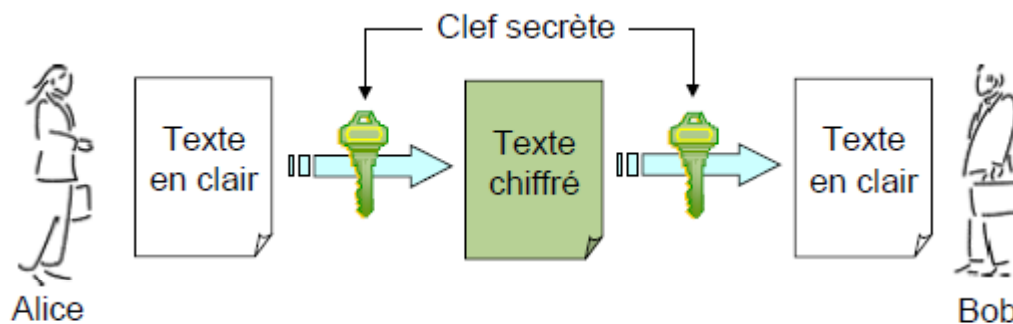 Clef secrète
Texte
en clair
Texte
chiffré
Texte
en clair
Alice
Bob